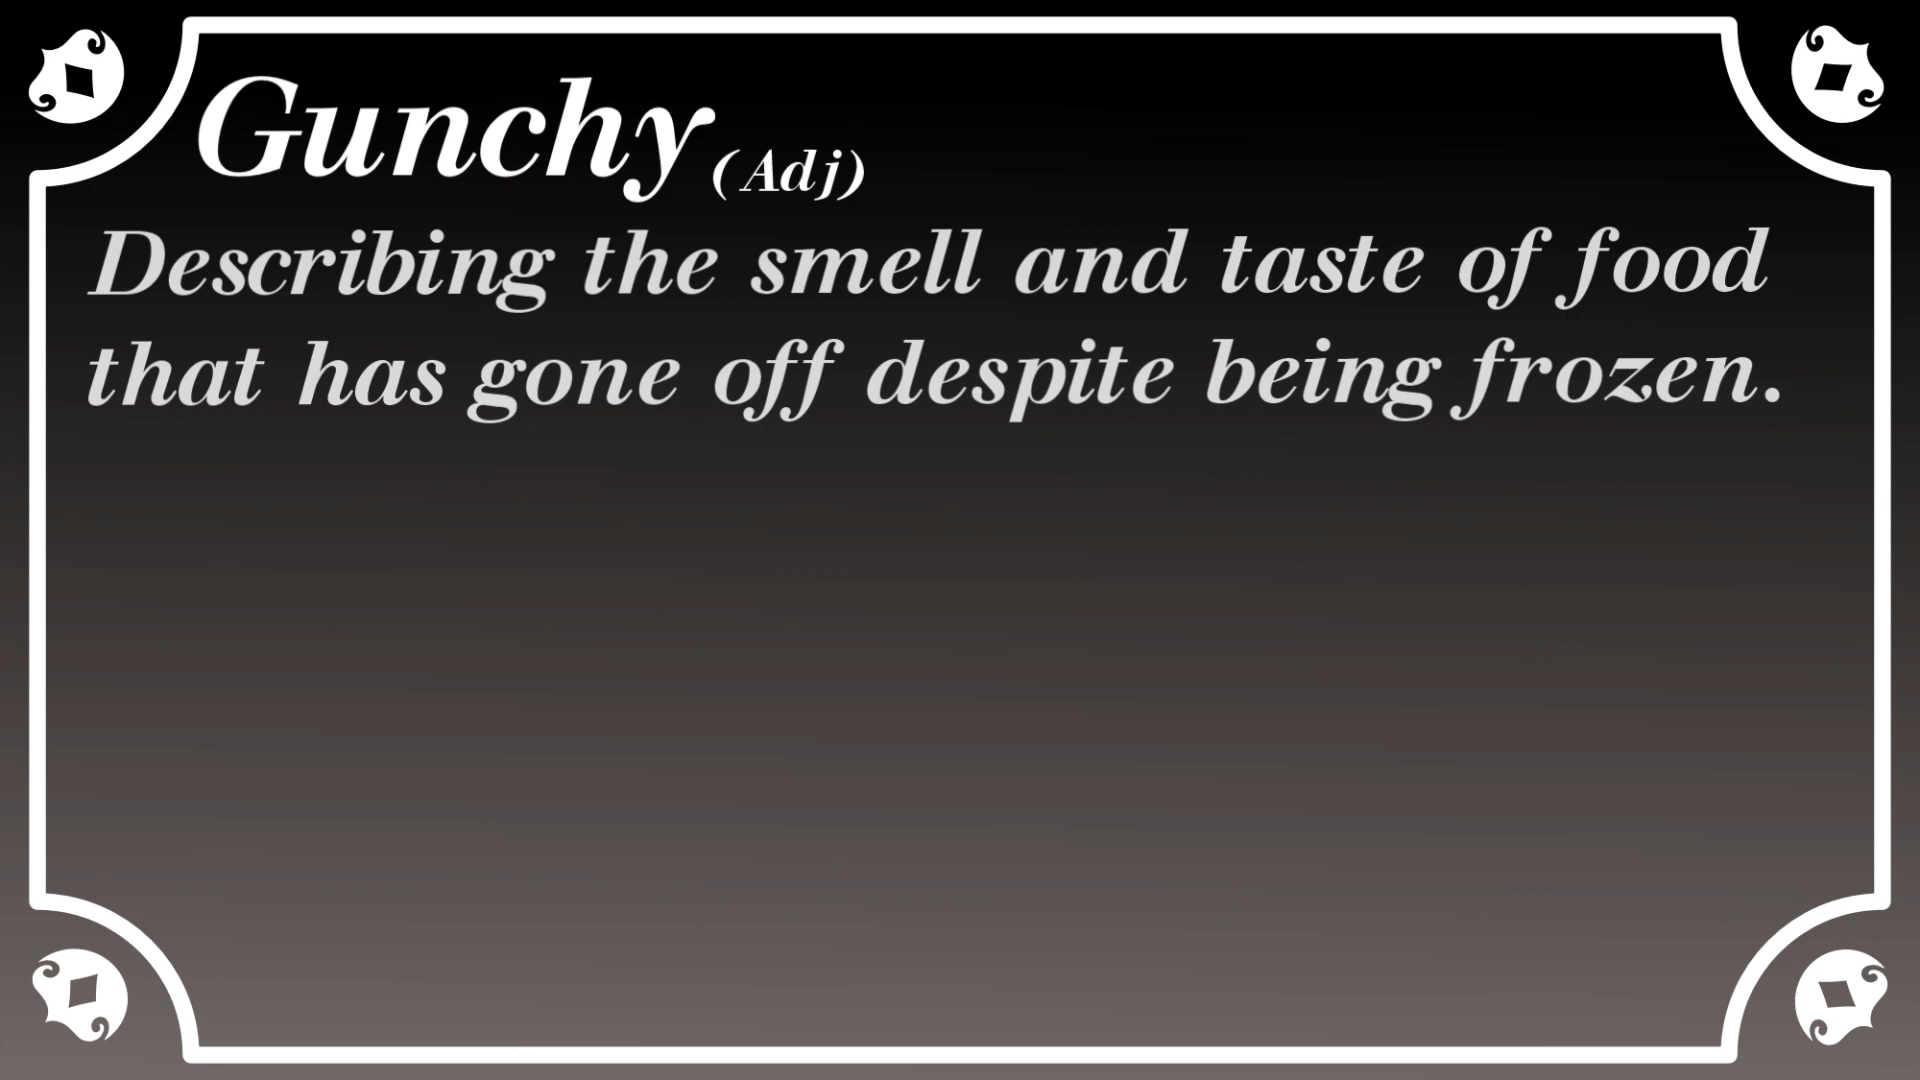 Gunchy (Adj)
Describing the smell and taste of food
that has gone off despite being frozen.